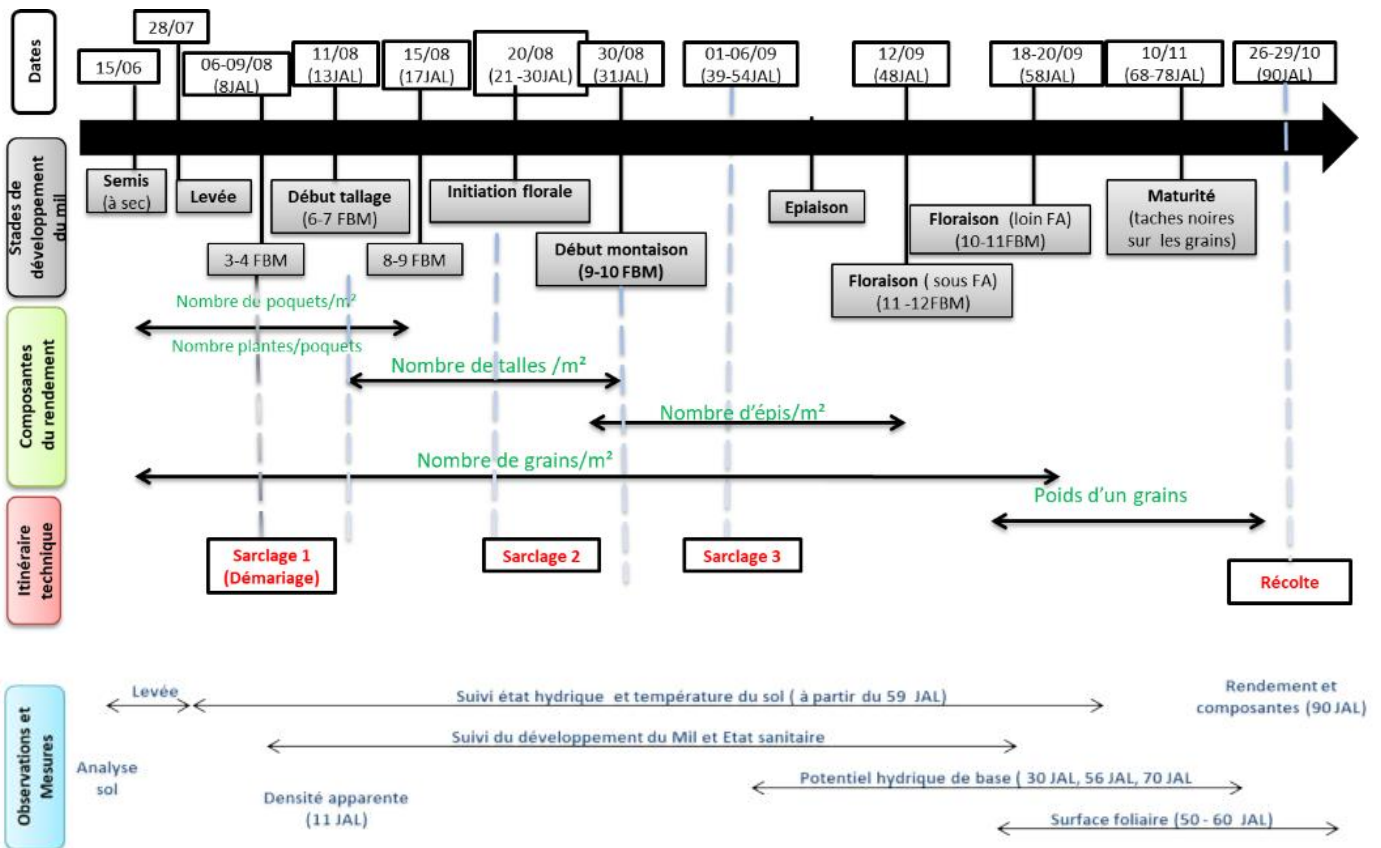 Dates
28/07
15/06
06-09/08
(8JAL)
11/08
(13JAL)
15/08
(17JAL)
20/08
(21 -30JAL)
30/08
(31JAL)
01-06/09
(39-54JAL)
12/09
(48JAL)
18-20/09
(58JAL)
10/11
(68-78JAL)
26-29/10
(90JAL)
Stades de
développement
du mil
Semis
(à sec)
Levée
3-4 FBM
Début tallage
(6-7 FBM)
8-9 FBM
Initiation florale
Début montaison
(9-10 FBM)
Epiaison
Floraison ( sous FA)
(11 -12FBM)
Floraison (loin FA)
(10-11FBM)
Maturité
(taches noires
sur les grains)
Composantes
du rendement
Nombre de poquets/m²
Nombre plantes/poquets
Nombre de talles /m²
Nombre d'épis/m²
Nombre de grains/m²
Poids d'un grains
Itinéraire
technique
Sarclage 1
(Démariage)
Sarclage 2
Sarclage 3
Récolte
Observations et
Mesures
Levée
Suivi état hydrique et température du sol ( à partir du 59 JAL)
Rendement et
composantes (90 JAL)
Suivi du développement du Mil et Etat sanitaire
Analyse
sol
Potentiel hydrique de base ( 30 JAL, 56 JAL, 70 JAL
Densité apparente
(11 JAL)
Surface foliaire (50 - 60 JAL)